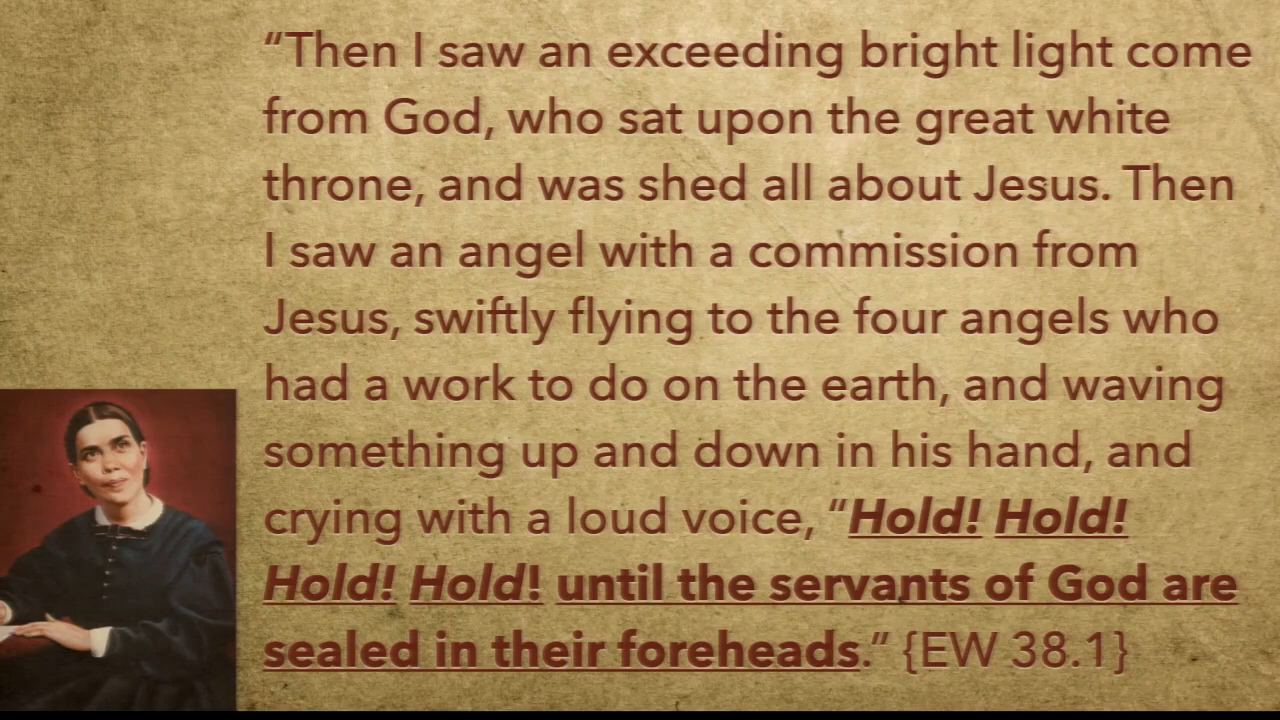 “Then I saw an exceeding bright light come
from God, who sat upon the great white
throne, and was shed all about Jesus. Then
I saw an angel with a commission from
Jesus, swiftly flying to the four angels who
had a work to do on the earth, and waving
something up and down in his hand, and
crying with a loud voice, “Hold! Hold!
Hold! Hold! until the servants of God are
sealed in their foreheads.” {EW 38.1}